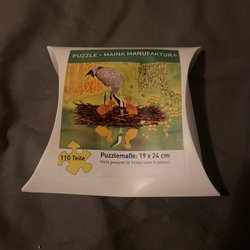 PUZZLE - MAINA MANUFAKTUR®
110 Teile
Puzzlemaße: 19 x 24 cm
(Nicht geeignet für Kinder unter 3 Jahren)